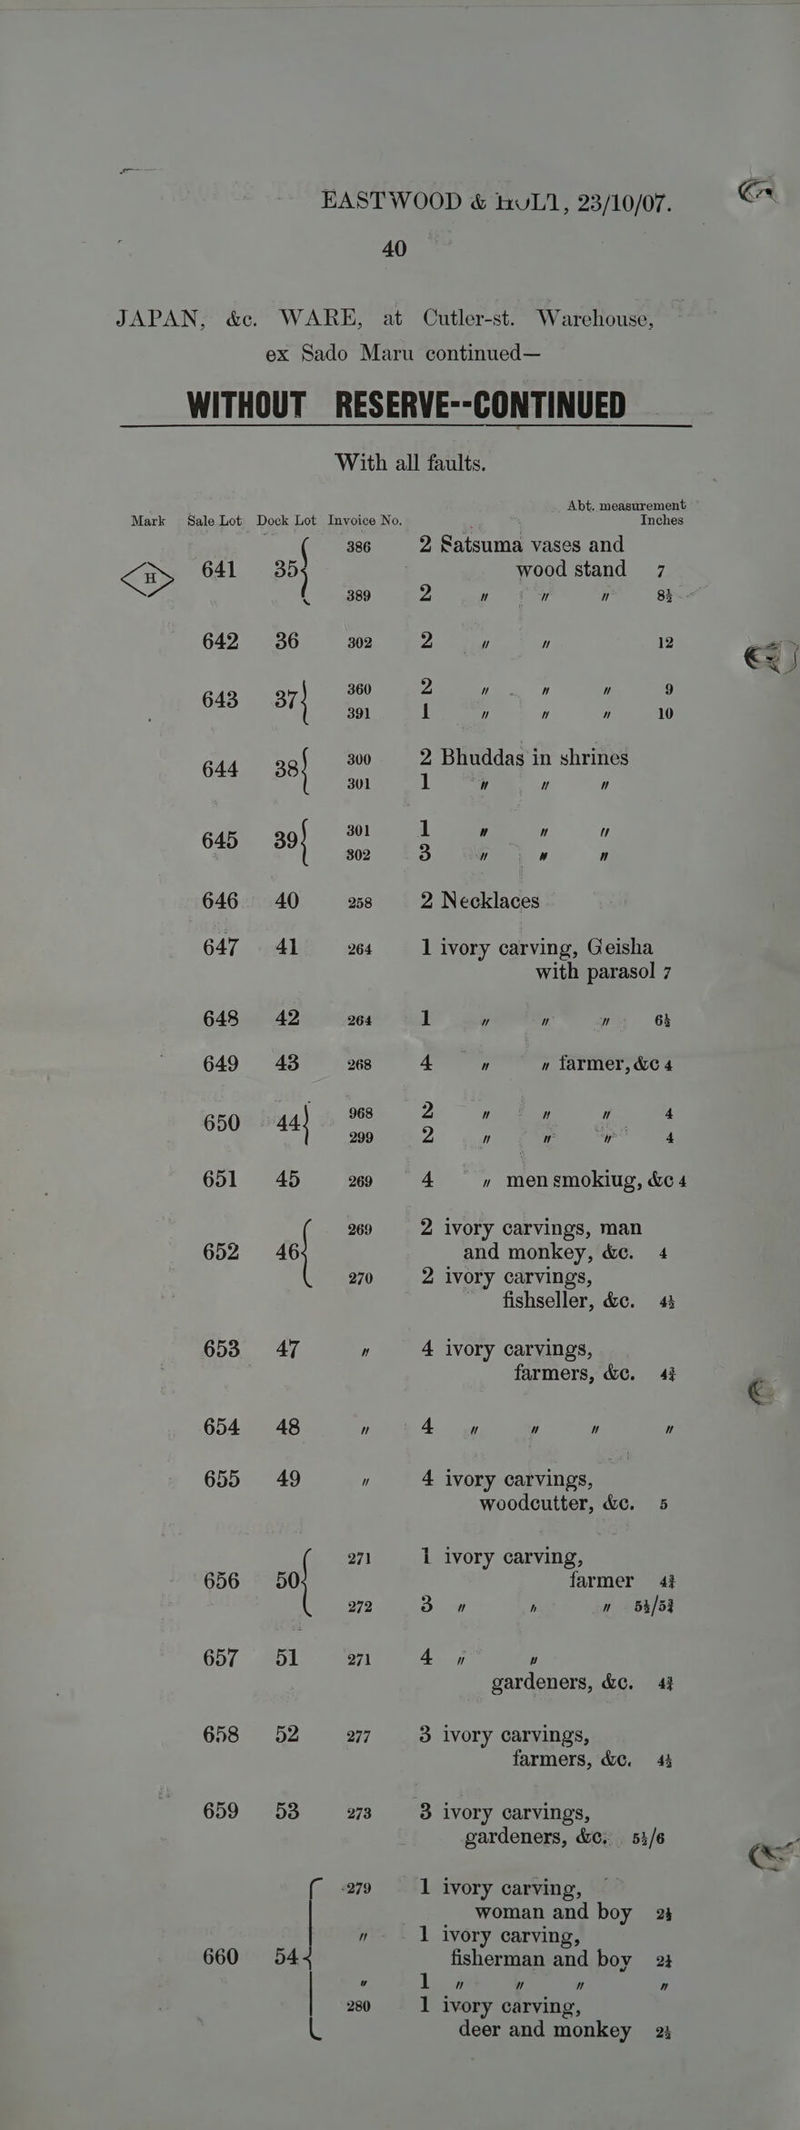 EASTWOOD & HOLT, 23/10/07.
40
JAPAN, &c. WARE, at Cutler-st. Warehouse,
ex Sado Maru continued—
WITHOUT RESERVE--CONTINUED
With all faults.
Abt. measurement
Mark Sale Lot Dock Lot Invoice No. Inches
386 2 Satsuma vases and
H 641 35 wood stand 7
389 2 " " " 8½
642 36 302 2 " " 12
643 37 360 2 " " " 9
391 1 " " " 10
644 38 300 2 Bhuddas in shrines
301 1 " " "
645 39 301 1 " " "
302 3 " " "
646 40 258 2 Necklaces
647 41 264 1 ivory carving, Geisha
with parasol 7
648 42 264 1 " " " 6½
649 43 268 4 " " farmer, &c 4
650 44 968 2 " " " 4
299 2 " " " 4
651 45 269 4 " men smokiug, &c 4
269 2 ivory carvings, man
652 46 and monkey, &c. 4
270 2 ivory carvings,
fishseller, &c. 4½
653 47 " 4 ivory carvings,
farmers, &c. 4¾
654 48 " 4 " " " "
655 49 " 4 ivory carvings,
woodcutter, &c. 5
271 1 ivory carving,
656 50 farmer 4¾
272 3 " " " 5¼/5¾
657 51 271 4 " "
gardeners, &c. 4¾
658 52 277 3 ivory carvings,
farmers, &c. 4½
659 53 273 3 ivory carvings,
gardeners, &c. 5½/6
279 1 ivory carving,
woman and boy 2¼
" 1 ivory carving,
660 54 fisherman and boy 2¼
" 1 " " " "
280 1 ivory carving,
deer and monkey 2½